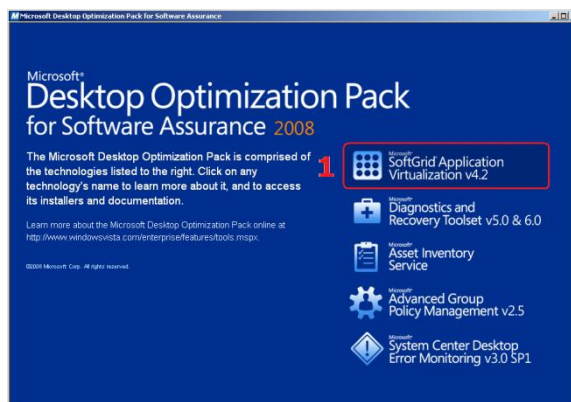 Microsoft Desktop Optimization Pack for Software Assurance
Microsoft®
Desktop Optimization Pack
for Software Assurance 2008
The Microsoft Desktop Optimization Pack is comprised of
the technologies listed to the right. Click on any
technology's name to learn more about it, and to access
its installers and documentation.
Learn more about the Microsoft Desktop Optimization Pack online at
http://www.windowsvista.com/enterprise/features/tools.mspx.
©2008 Microsoft Corp. All rights reserved.
1
Microsoft®
SoftGrid Application
Virtualization v4.2
Microsoft®
Diagnostics and
Recovery Toolset v5.0 & 6.0
Microsoft®
Asset Inventory
Service
Microsoft®
Advanced Group
Policy Management v2.5
Microsoft®
System Center Desktop
Error Monitoring v3.0 SP1